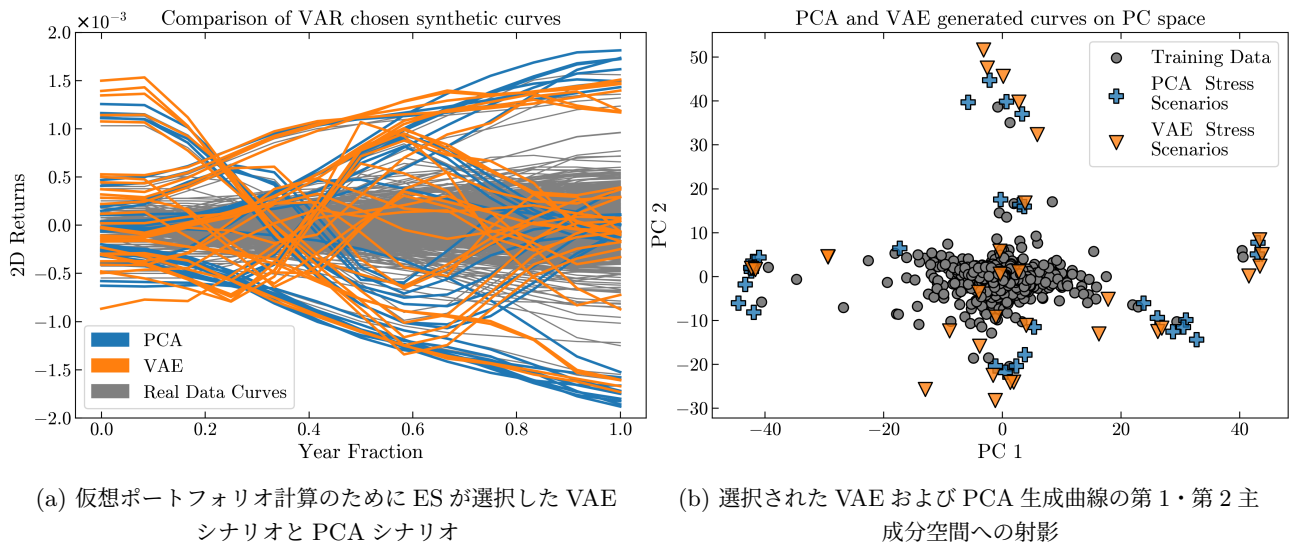 Comparison of VAR chosen synthetic curves
×10⁻³
2.0
1.5
1.0
0.5
0.0
−0.5
−1.0
−1.5
−2.0
2D Returns
PCA
VAE
Real Data Curves
0.0 0.2 0.4 0.6 0.8 1.0
Year Fraction
(a) 仮想ポートフォリオ計算のために ES が選択した VAE
シナリオと PCA シナリオ
PCA and VAE generated curves on PC space
50
40
30
20
10
0
−10
−20
−30
PC 2
Training Data
PCA Stress
Scenarios
VAE Stress
Scenarios
−40 −20 0 20 40
PC 1
(b) 選択された VAE および PCA 生成曲線の第 1・第 2 主
成分空間への射影